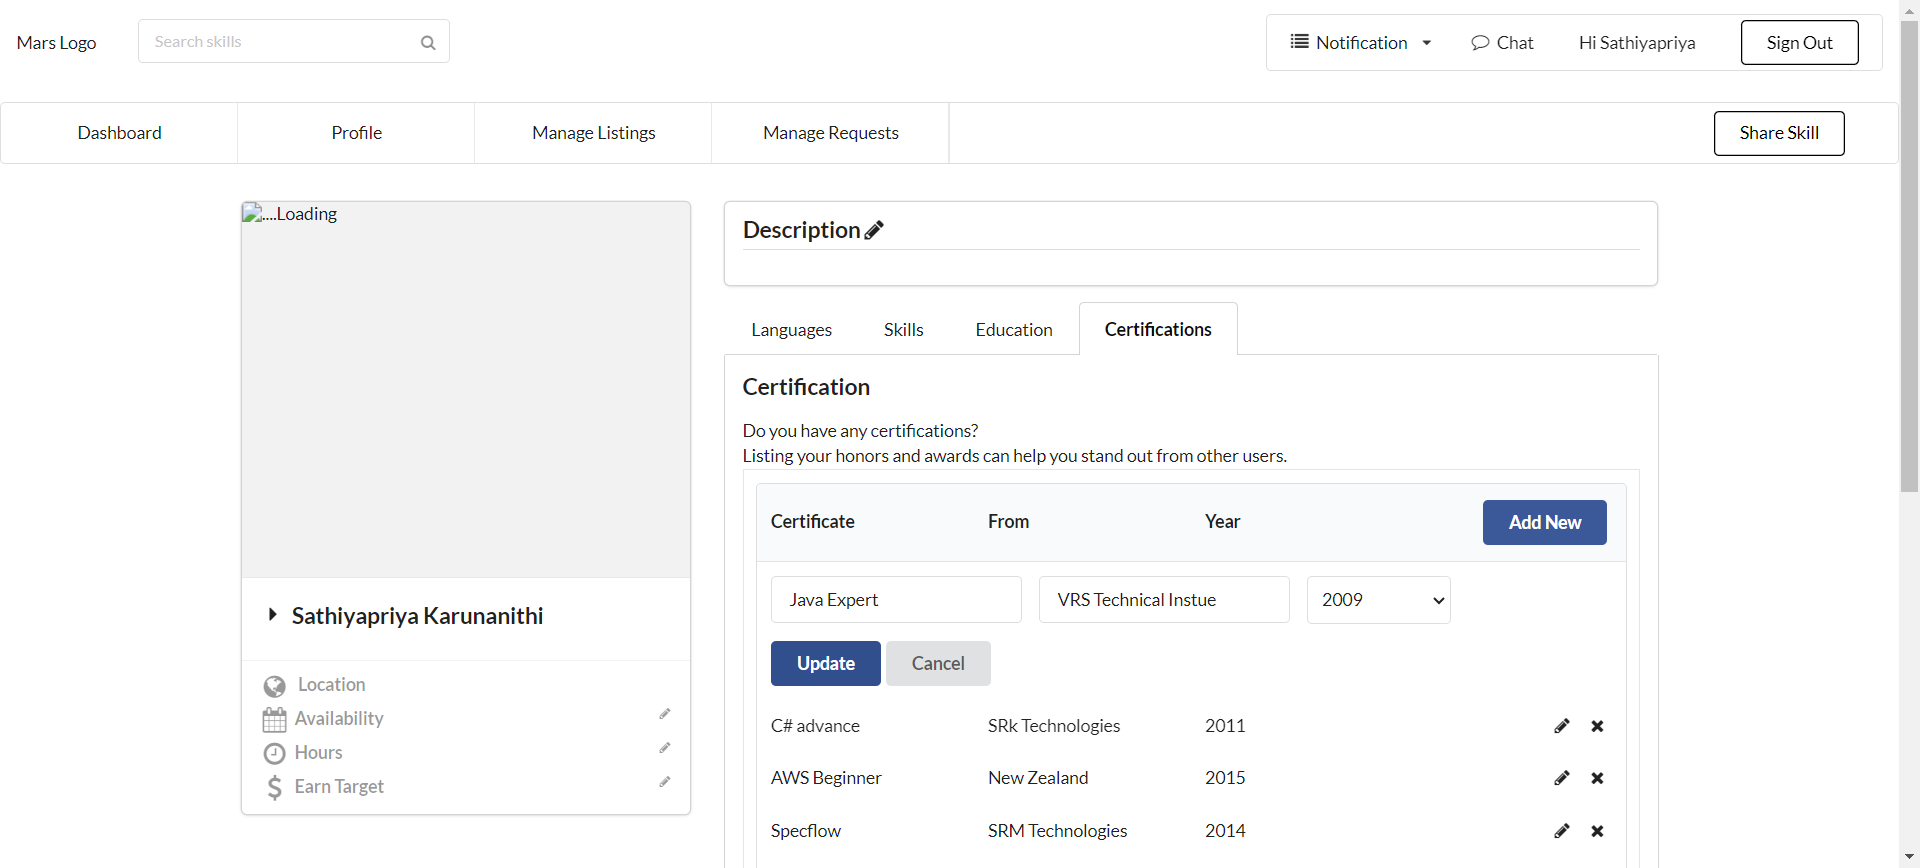 Mars Logo
Search skills
Notification Chat Hi Sathiyapriya Sign Out
Dashboard Profile Manage Listings Manage Requests Share Skill
....Loading
Sathiyapriya Karunanithi
Location
Availability
Hours
Earn Target
Description
Languages Skills Education Certifications
Certification
Do you have any certifications?
Listing your honors and awards can help you stand out from other users.
Certificate From Year Add New
Java Expert VRS Technical Instue 2009
Update Cancel
C# advance SRk Technologies 2011
AWS Beginner New Zealand 2015
Specflow SRM Technologies 2014